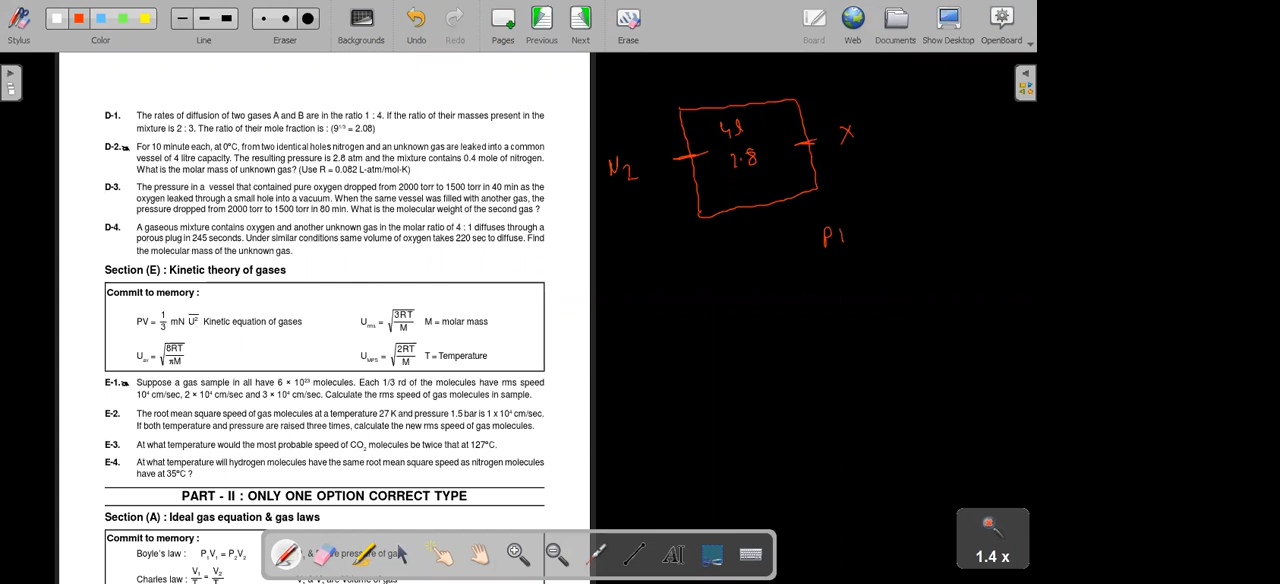 Stylus Color Line Eraser Backgrounds Undo Redo Pages Previous Next Erase Board Web Documents Show Desktop OpenBoard
D-1. The rates of diffusion of two gases A and B are in the ratio 1 : 4. If the ratio of their masses present in the
mixture is 2 : 3. The ratio of their mole fraction is : (9^{1/3} = 2.08)
D-2. For 10 minute each, at 0°C, from two identical holes nitrogen and an unknown gas are leaked into a common
vessel of 4 litre capacity. The resulting pressure is 2.8 atm and the mixture contains 0.4 mole of nitrogen.
What is the molar mass of unknown gas? (Use R = 0.082 L-atm/mol-K)
D-3. The pressure in a vessel that contained pure oxygen dropped from 2000 torr to 1500 torr in 40 min as the
oxygen leaked through a small hole into a vacuum. When the same vessel was filled with another gas, the
pressure dropped from 2000 torr to 1500 torr in 80 min. What is the molecular weight of the second gas ?
D-4. A gaseous mixture contains oxygen and another unknown gas in the molar ratio of 4 : 1 diffuses through a
porous plug in 245 seconds. Under similar conditions same volume of oxygen takes 220 sec to diffuse. Find
the molecular mass of the unknown gas.
Section (E) : Kinetic theory of gases
Commit to memory :
PV = 1/3 mN U² Kinetic equation of gases U_rms = √(3RT/M) M = molar mass
U_av = √(8RT/πM) U_MPS = √(2RT/M) T = Temperature
E-1. Suppose a gas sample in all have 6 × 10²³ molecules. Each 1/3 rd of the molecules have rms speed
10⁴ cm/sec, 2 × 10⁴ cm/sec and 3 × 10⁴ cm/sec. Calculate the rms speed of gas molecules in sample.
E-2. The root mean square speed of gas molecules at a temperature 27 K and pressure 1.5 bar is 1 x 10⁴ cm/sec.
If both temperature and pressure are raised three times, calculate the new rms speed of gas molecules.
E-3. At what temperature would the most probable speed of CO₂ molecules be twice that at 127°C.
E-4. At what temperature will hydrogen molecules have the same root mean square speed as nitrogen molecules
have at 35°C ?
PART - II : ONLY ONE OPTION CORRECT TYPE
Section (A) : Ideal gas equation & gas laws
Commit to memory :
Boyle's law : P₁V₁ = P₂V₂
Charles law : V₁ = V₂
4l
2.8
N2
X
P1
1.4 x